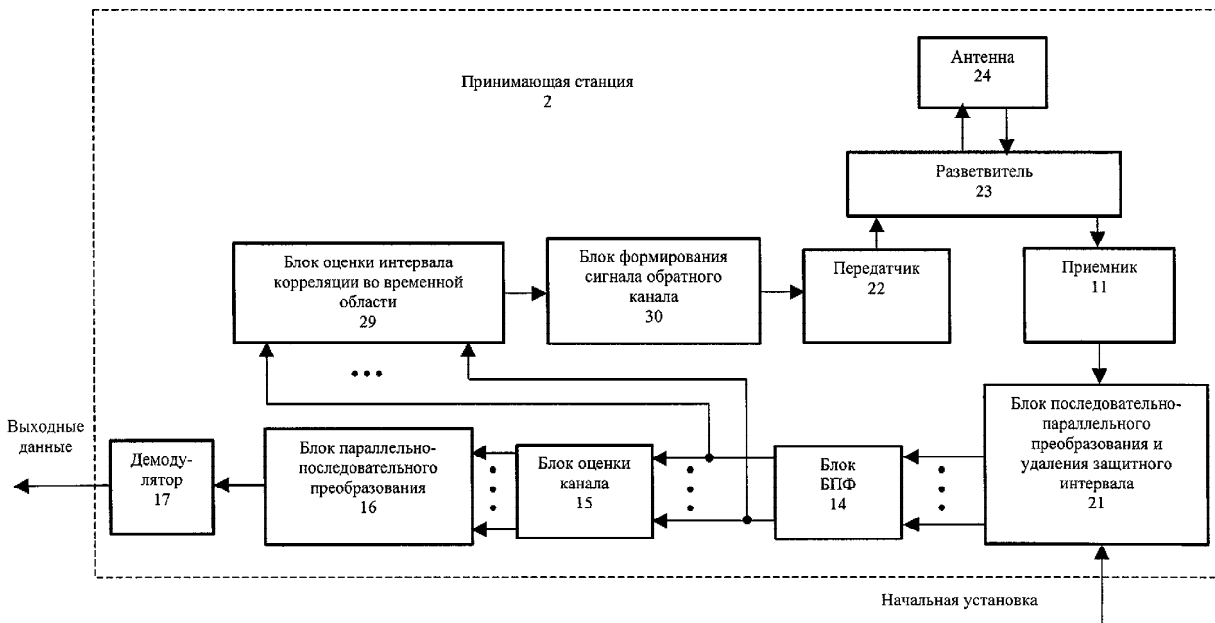 Принимающая станция
2
Антенна
24
Разветвитель
23
Блок оценки интервала
корреляции во временной
области
29
Блок формирования
сигнала обратного
канала
30
Передатчик
22
Приемник
11
Выходные
данные
Демоду-
лятор
17
Блок параллельно-
последовательного
преобразования
16
Блок оценки
канала
15
Блок
БПФ
14
Блок последовательно-
параллельного
преобразования и
удаления защитного
интервала
21
Начальная установка